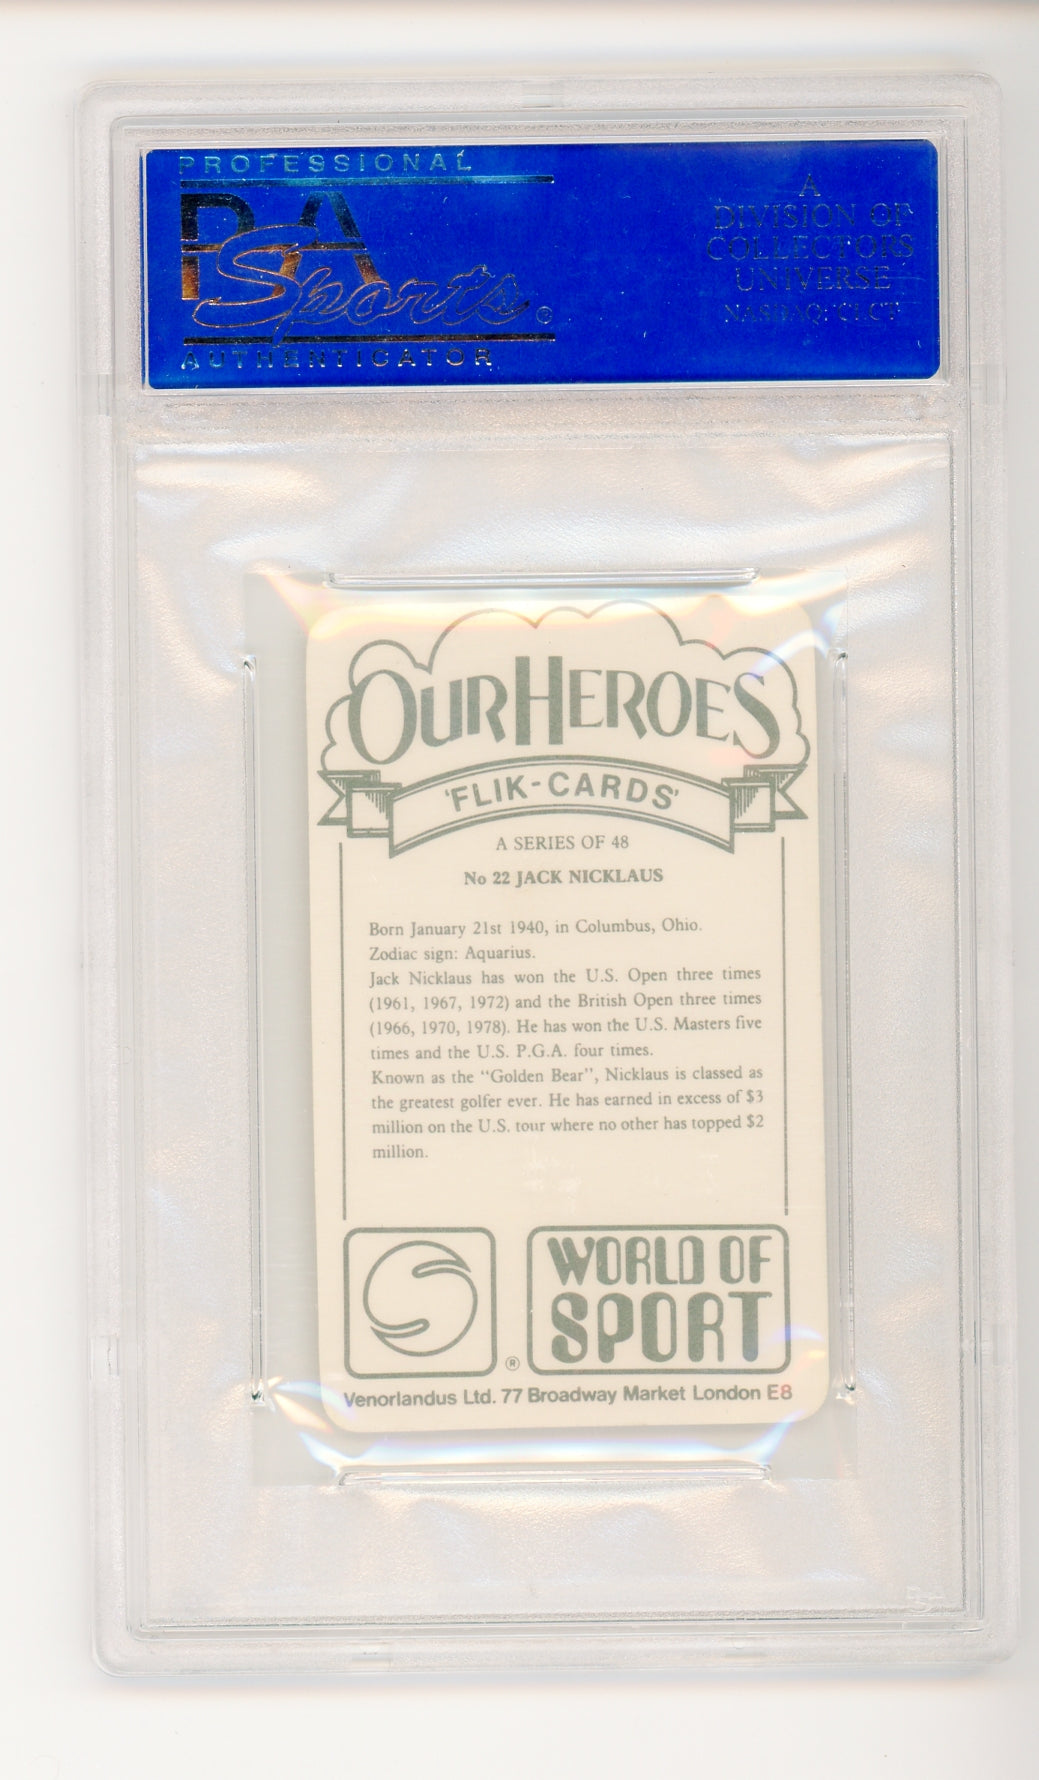 PROFESSIONAL
PSA
Sports
®
AUTHENTICATOR
A
DIVISION OF
COLLECTORS
UNIVERSE
NASDAQ: CLCT
OUR HEROES
'FLIK-CARDS'
A SERIES OF 48
No 22 JACK NICKLAUS
Born January 21st 1940, in Columbus, Ohio.
Zodiac sign: Aquarius.
Jack Nicklaus has won the U.S. Open three times
(1961, 1967, 1972) and the British Open three times
(1966, 1970, 1978). He has won the U.S. Masters five
times and the U.S. P.G.A. four times.
Known as the "Golden Bear", Nicklaus is classed as
the greatest golfer ever. He has earned in excess of $3
million on the U.S. tour where no other has topped $2
million.
WORLD OF
SPORT
®
Venorlandus Ltd. 77 Broadway Market London E8